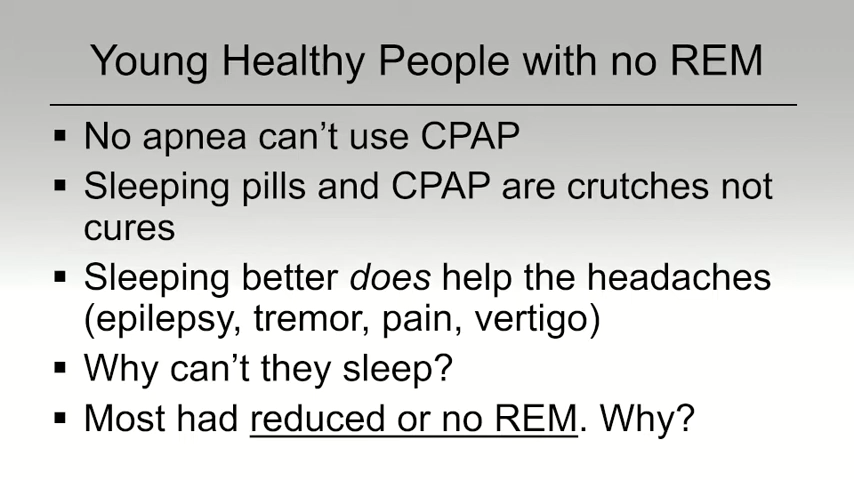 Young Healthy People with no REM
▪ No apnea can’t use CPAP
▪ Sleeping pills and CPAP are crutches not
cures
▪ Sleeping better does help the headaches
(epilepsy, tremor, pain, vertigo)
▪ Why can’t they sleep?
▪ Most had reduced or no REM. Why?